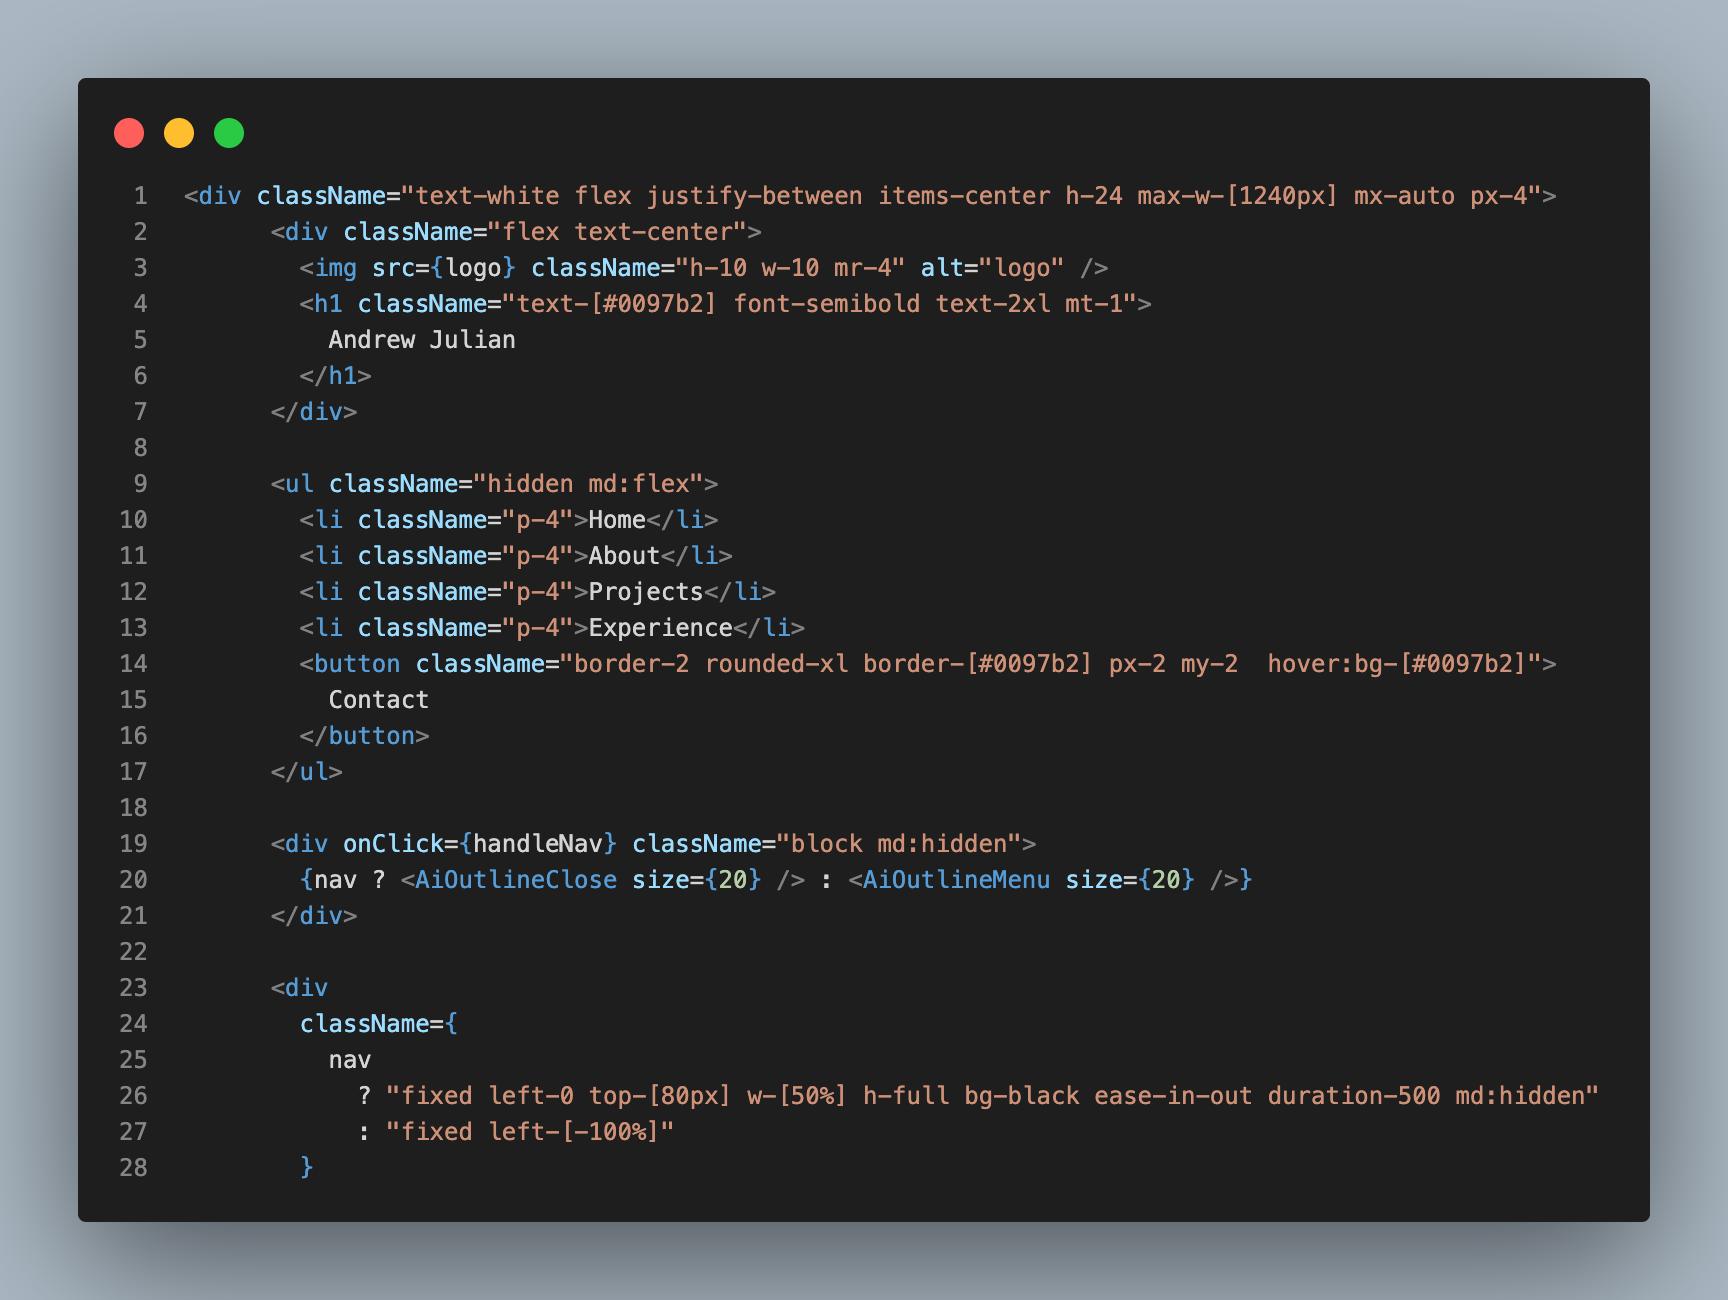 1 <div className="text-white flex justify-between items-center h-24 max-w-[1240px] mx-auto px-4">
2 <div className="flex text-center">
3 <img src={logo} className="h-10 w-10 mr-4" alt="logo" />
4 <h1 className="text-[#0097b2] font-semibold text-2xl mt-1">
5 Andrew Julian
6 </h1>
7 </div>
8
9 <ul className="hidden md:flex">
10 <li className="p-4">Home</li>
11 <li className="p-4">About</li>
12 <li className="p-4">Projects</li>
13 <li className="p-4">Experience</li>
14 <button className="border-2 rounded-xl border-[#0097b2] px-2 my-2  hover:bg-[#0097b2]">
15 Contact
16 </button>
17 </ul>
18
19 <div onClick={handleNav} className="block md:hidden">
20 {nav ? <AiOutlineClose size={20} /> : <AiOutlineMenu size={20} />}
21 </div>
22
23 <div
24 className={
25 nav
26 ? "fixed left-0 top-[80px] w-[50%] h-full bg-black ease-in-out duration-500 md:hidden"
27 : "fixed left-[-100%]"
28 }